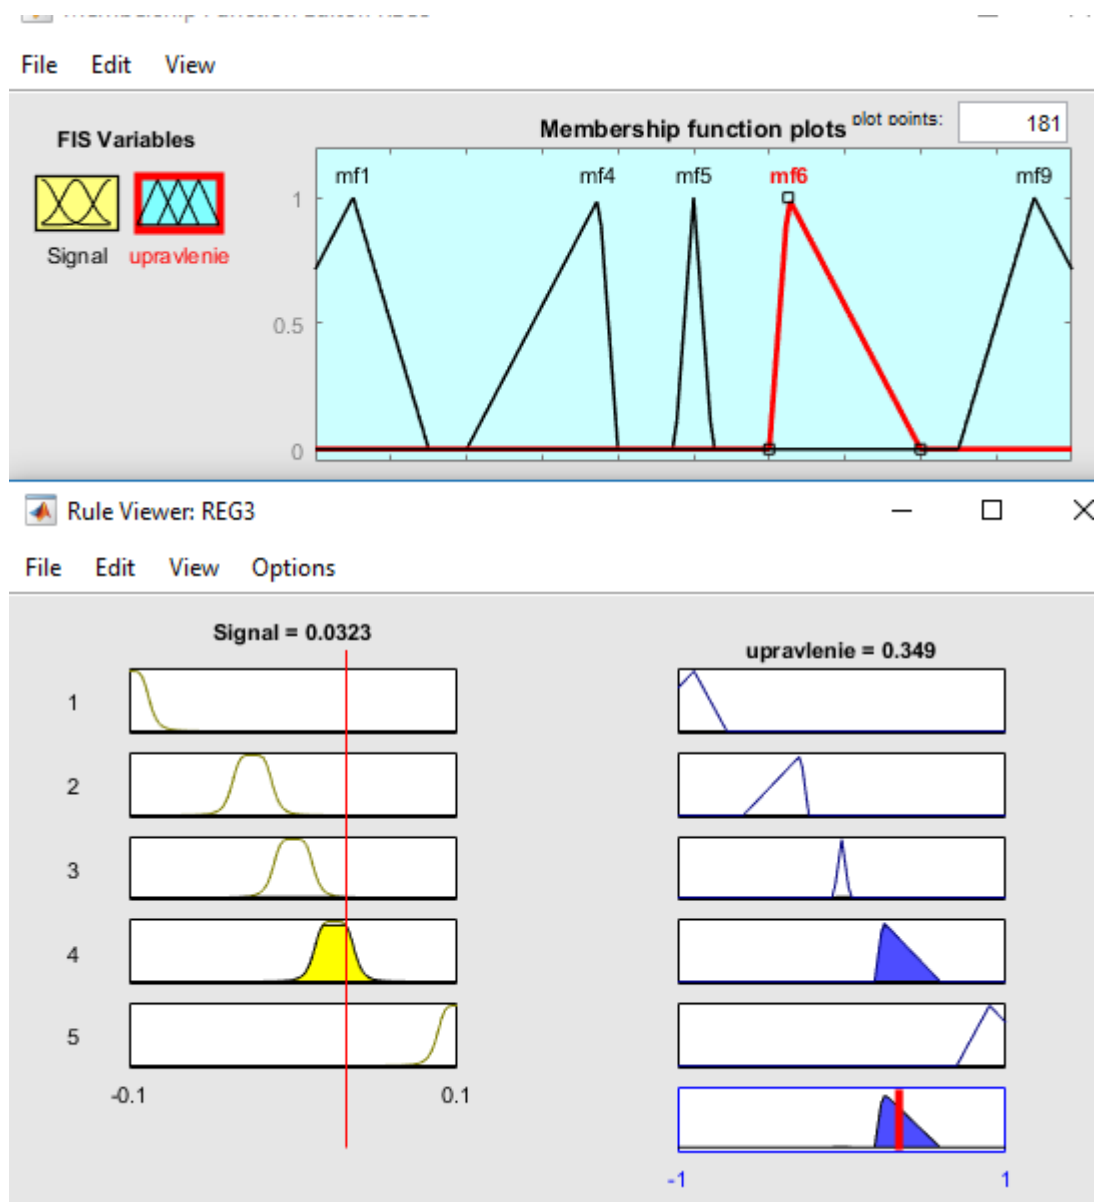 File Edit View
FIS Variables
Membership function plots plot points: 181
mf1 mf4 mf5 mf6 mf9
1
Signal upravlenie
0.5
0
Rule Viewer: REG3
File Edit View Options
Signal = 0.0323
upravlenie = 0.349
1
2
3
4
5
-0.1 0.1
-1 1